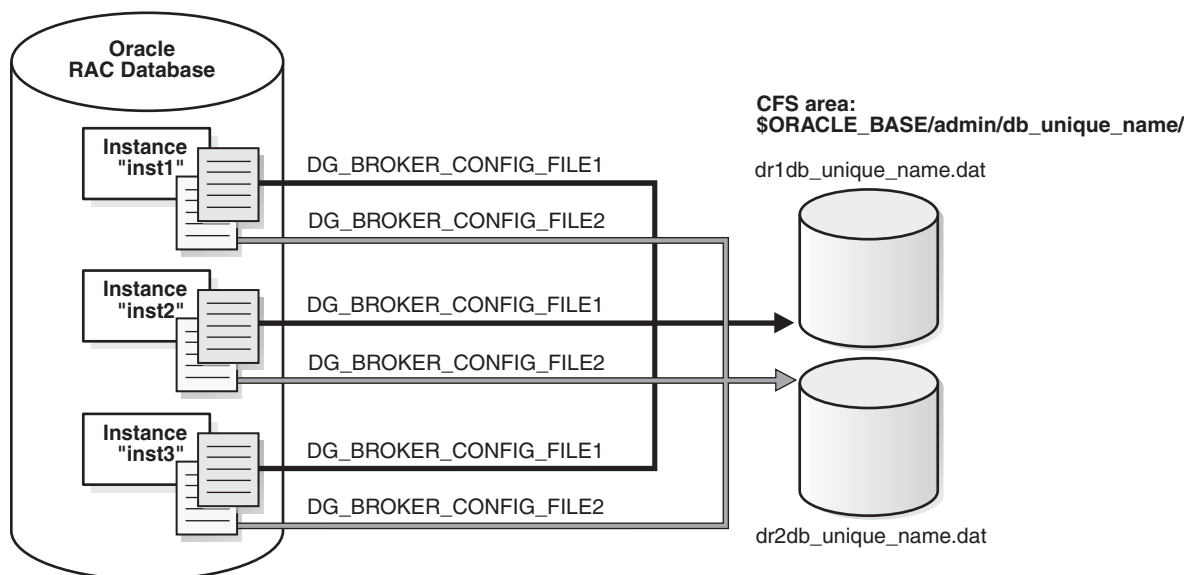 Oracle
RAC Database
CFS area:
$ORACLE_BASE/admin/db_unique_name/
Instance
"inst1"
DG_BROKER_CONFIG_FILE1
dr1db_unique_name.dat
DG_BROKER_CONFIG_FILE2
Instance
"inst2"
DG_BROKER_CONFIG_FILE1
DG_BROKER_CONFIG_FILE2
Instance
"inst3"
DG_BROKER_CONFIG_FILE1
DG_BROKER_CONFIG_FILE2
dr2db_unique_name.dat